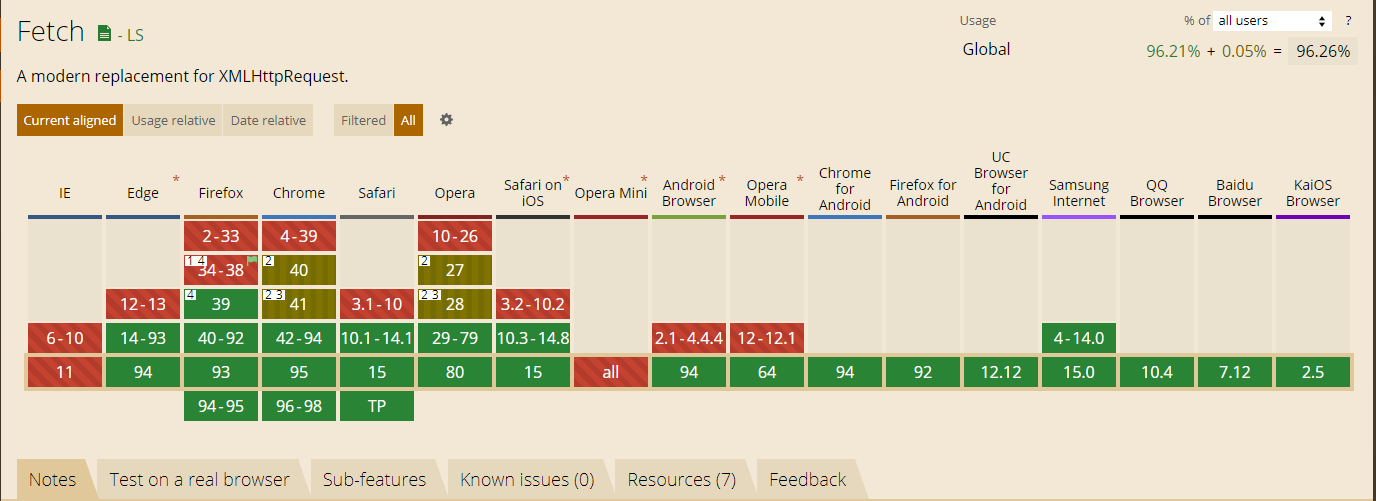 Fetch - LS
Usage % of all users ?
Global 96.21% + 0.05% = 96.26%
A modern replacement for XMLHttpRequest.
Current aligned Usage relative Date relative Filtered All
IE Edge * Firefox Chrome Safari Opera Safari on iOS * Opera Mini * Android Browser * Opera Mobile * Chrome for Android Firefox for Android UC Browser for Android Samsung Internet QQ Browser Baidu Browser KaiOS Browser
2-33 4-39 10-26
1 4 34-38 2 40 2 27
12-13 4 39 2 3 41 3.1-10 2 3 28 3.2-10.2
6-10 14-93 40-92 42-94 10.1-14.1 29-79 10.3-14.8 2.1-4.4.4 12-12.1 4-14.0
11 94 93 95 15 80 15 all 94 64 94 92 12.12 15.0 10.4 7.12 2.5
94-95 96-98 TP
Notes Test on a real browser Sub-features Known issues (0) Resources (7) Feedback